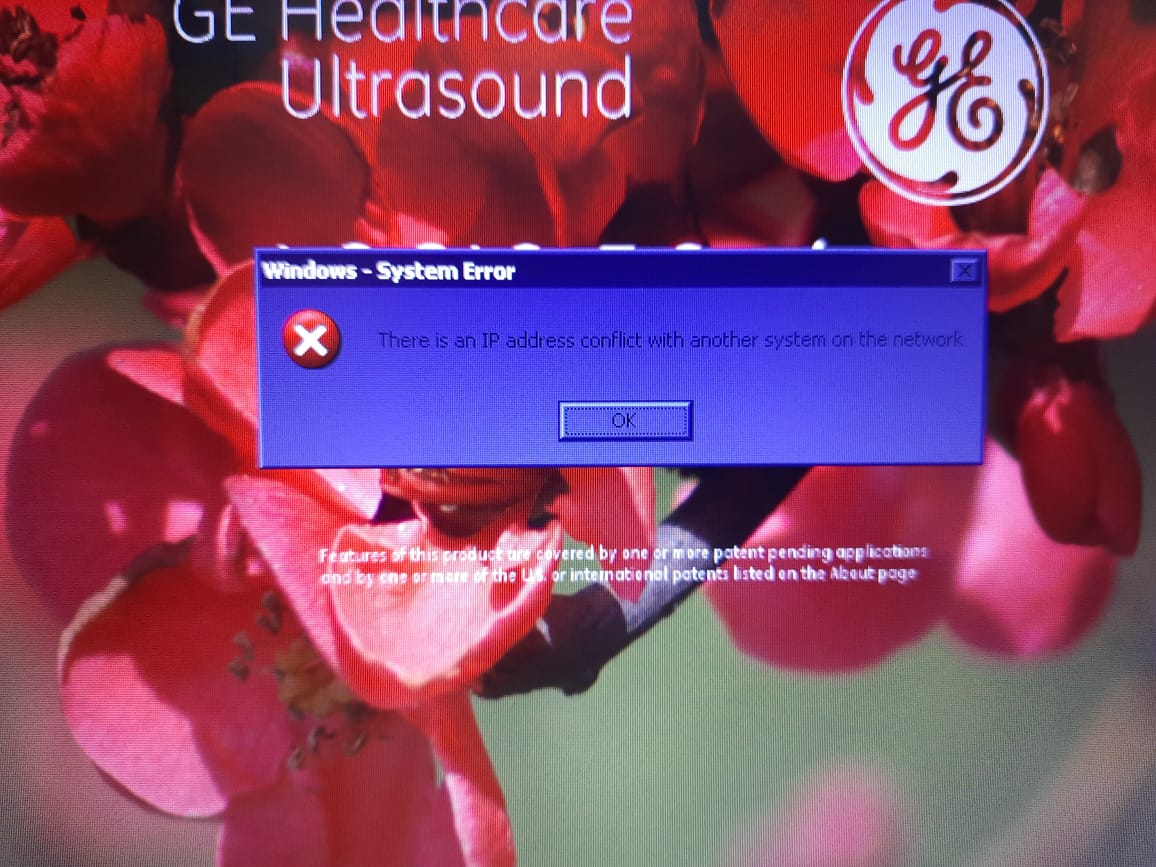 GE Healthcare
Ultrasound
GE
Windows - System Error
There is an IP address conflict with another system on the network
OK
Features of this product are covered by one or more patent pending applications
and by one or more of the U.S. or international patents listed on the About page